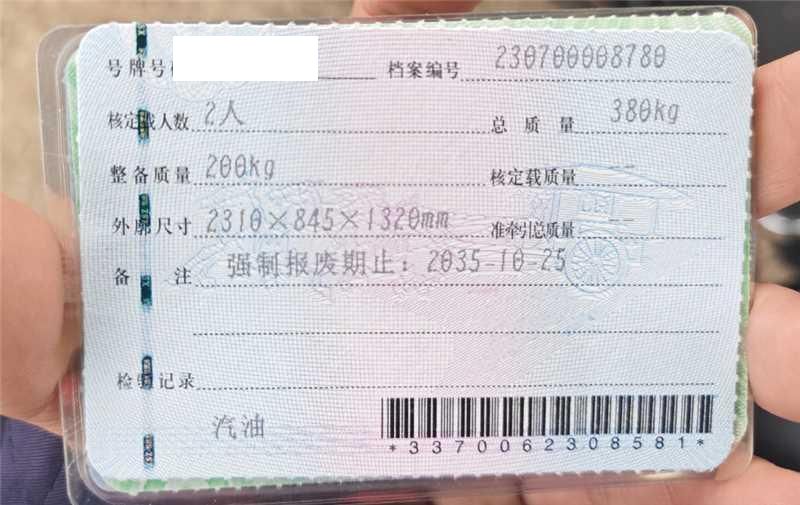 号牌号 档案编号 230700008780
核定载人数 2人 总质量 380kg
整备质量 200kg 核定载质量 --
外廓尺寸 2310×845×1320mm 准牵引总质量 --
备注 强制报废期止：2035-10-25
检验记录
汽油
*3370062308581*